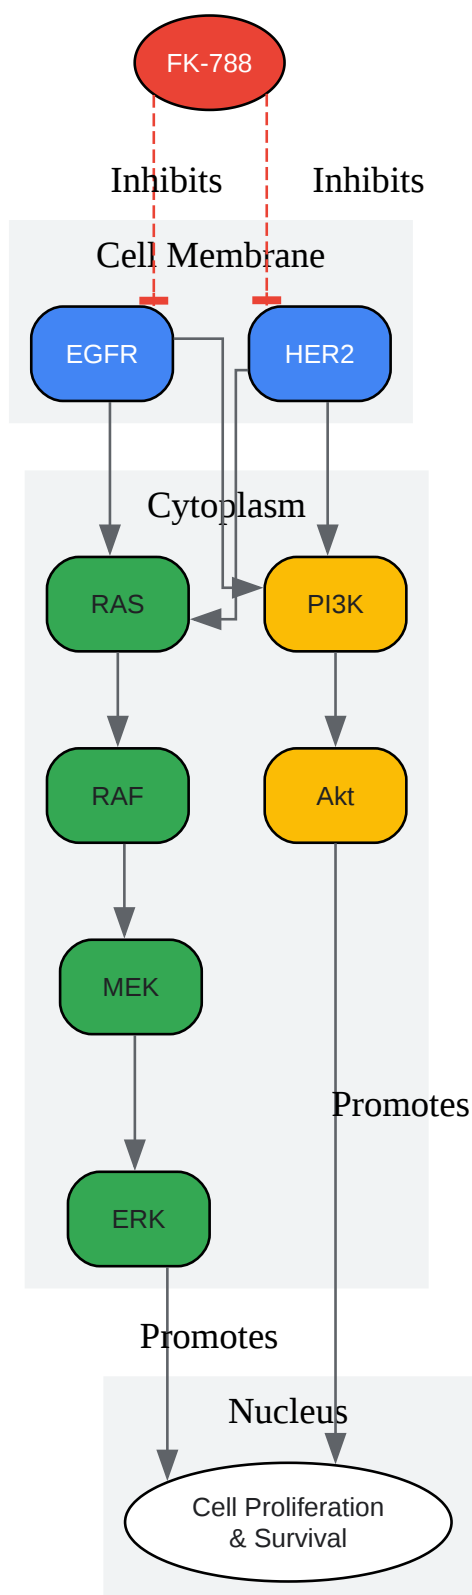 FK-788
Inhibits
Inhibits
Cell Membrane
EGFR
HER2
Cytoplasm
RAS
PI3K
RAF
Akt
MEK
Promotes
ERK
Promotes
Nucleus
Cell Proliferation
& Survival